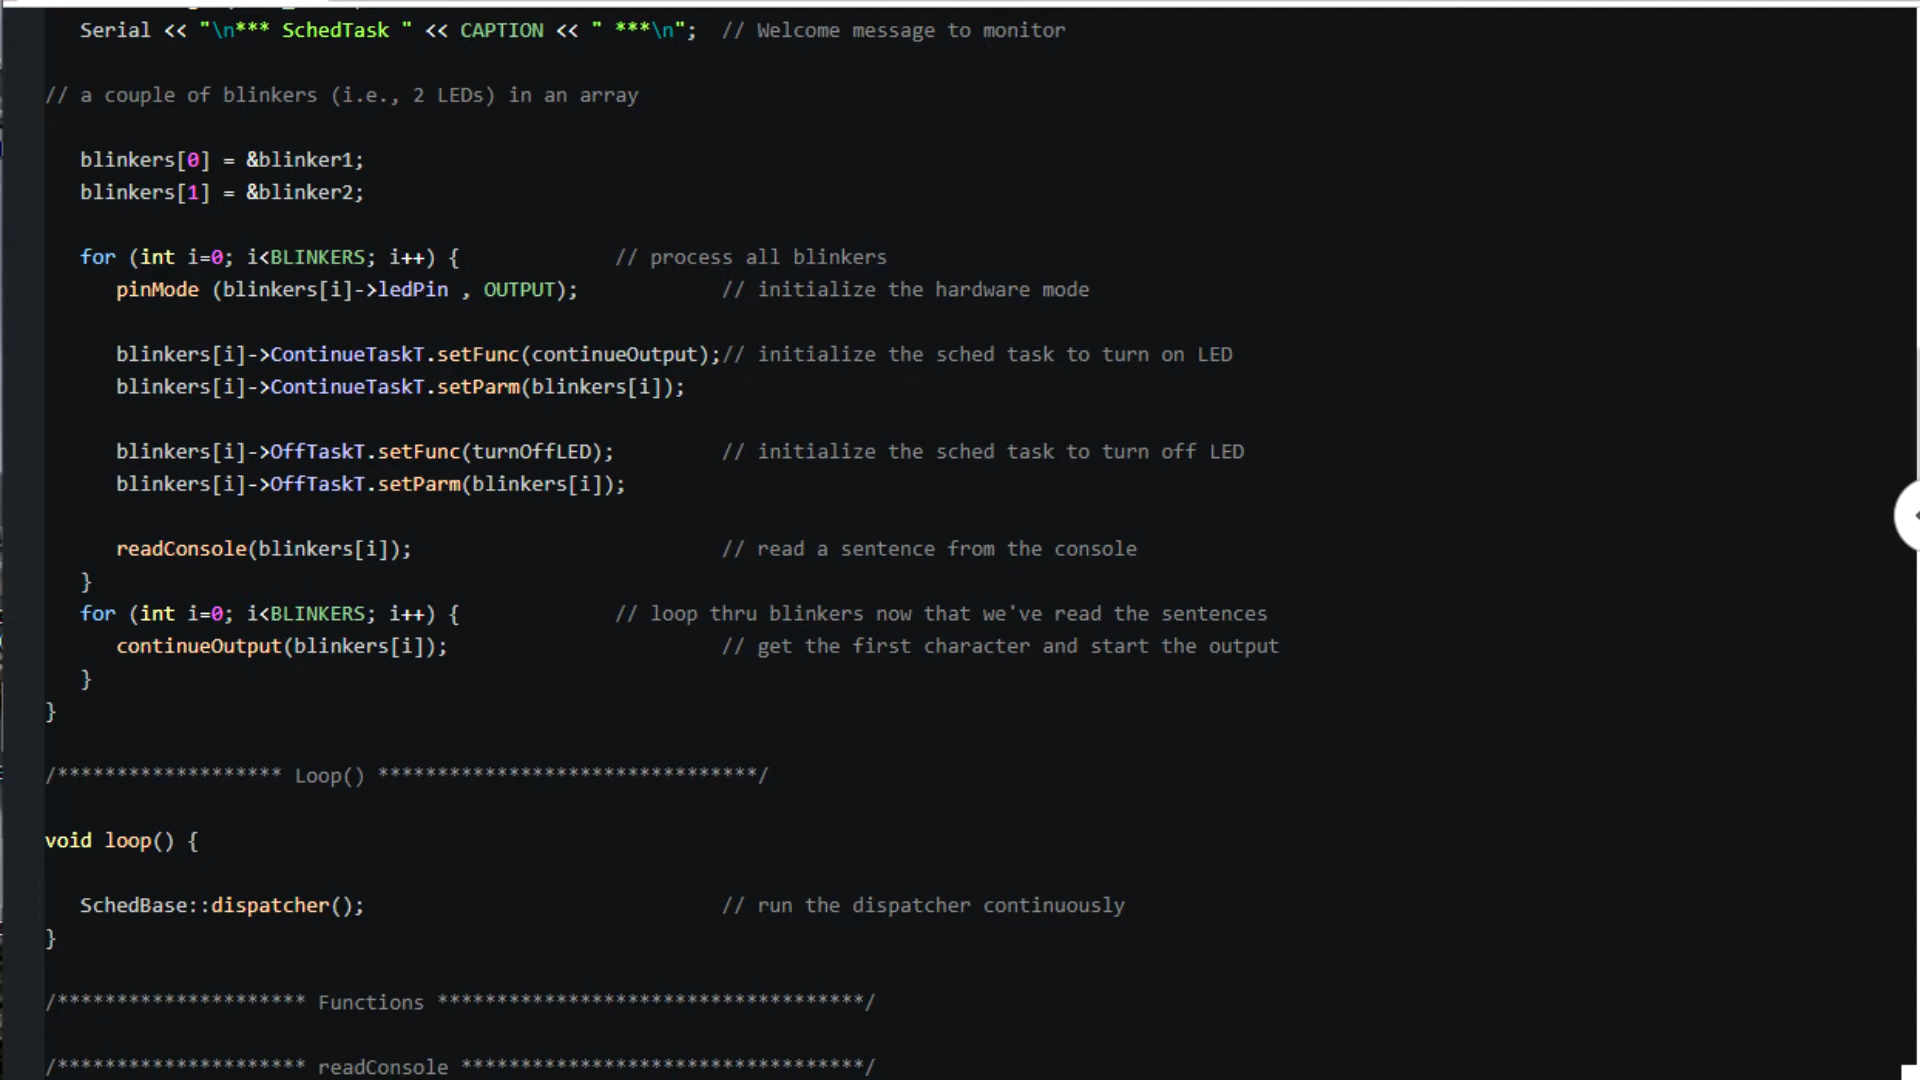 Serial << "\n*** SchedTask " << CAPTION << " ***\n";  // Welcome message to monitor
// a couple of blinkers (i.e., 2 LEDs) in an array
blinkers[0] = &blinker1;
blinkers[1] = &blinker2;
for (int i=0; i<BLINKERS; i++) {             // process all blinkers
pinMode (blinkers[i]->ledPin , OUTPUT);            // initialize the hardware mode
blinkers[i]->ContinueTaskT.setFunc(continueOutput);// initialize the sched task to turn on LED
blinkers[i]->ContinueTaskT.setParm(blinkers[i]);
blinkers[i]->OffTaskT.setFunc(turnOffLED);         // initialize the sched task to turn off LED
blinkers[i]->OffTaskT.setParm(blinkers[i]);
readConsole(blinkers[i]);                          // read a sentence from the console
}
for (int i=0; i<BLINKERS; i++) {             // loop thru blinkers now that we've read the sentences
continueOutput(blinkers[i]);                       // get the first character and start the output
}
}
/******************* Loop() ********************************/
void loop() {
SchedBase::dispatcher();                              // run the dispatcher continuously
}
/********************* Functions ************************************/
/********************* readConsole **********************************/